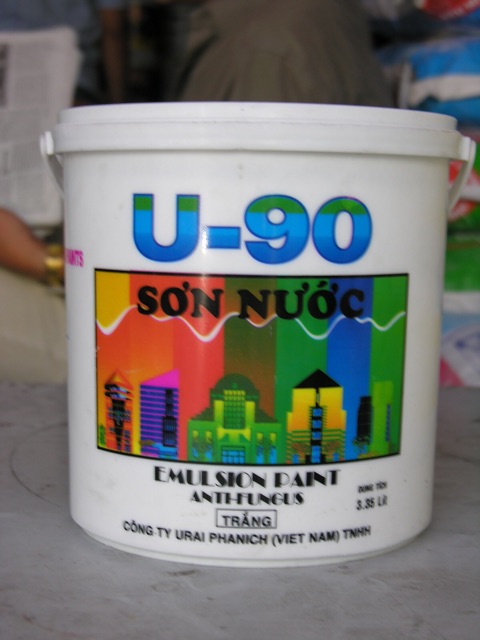 U-90
SƠN NƯỚC
EMULSION PAINT
ANTI-FUNGUS
DUNG TÍCH
3.35 Lít
TRẮNG
CÔNG TY URAI PHANICH (VIET NAM) TNHH